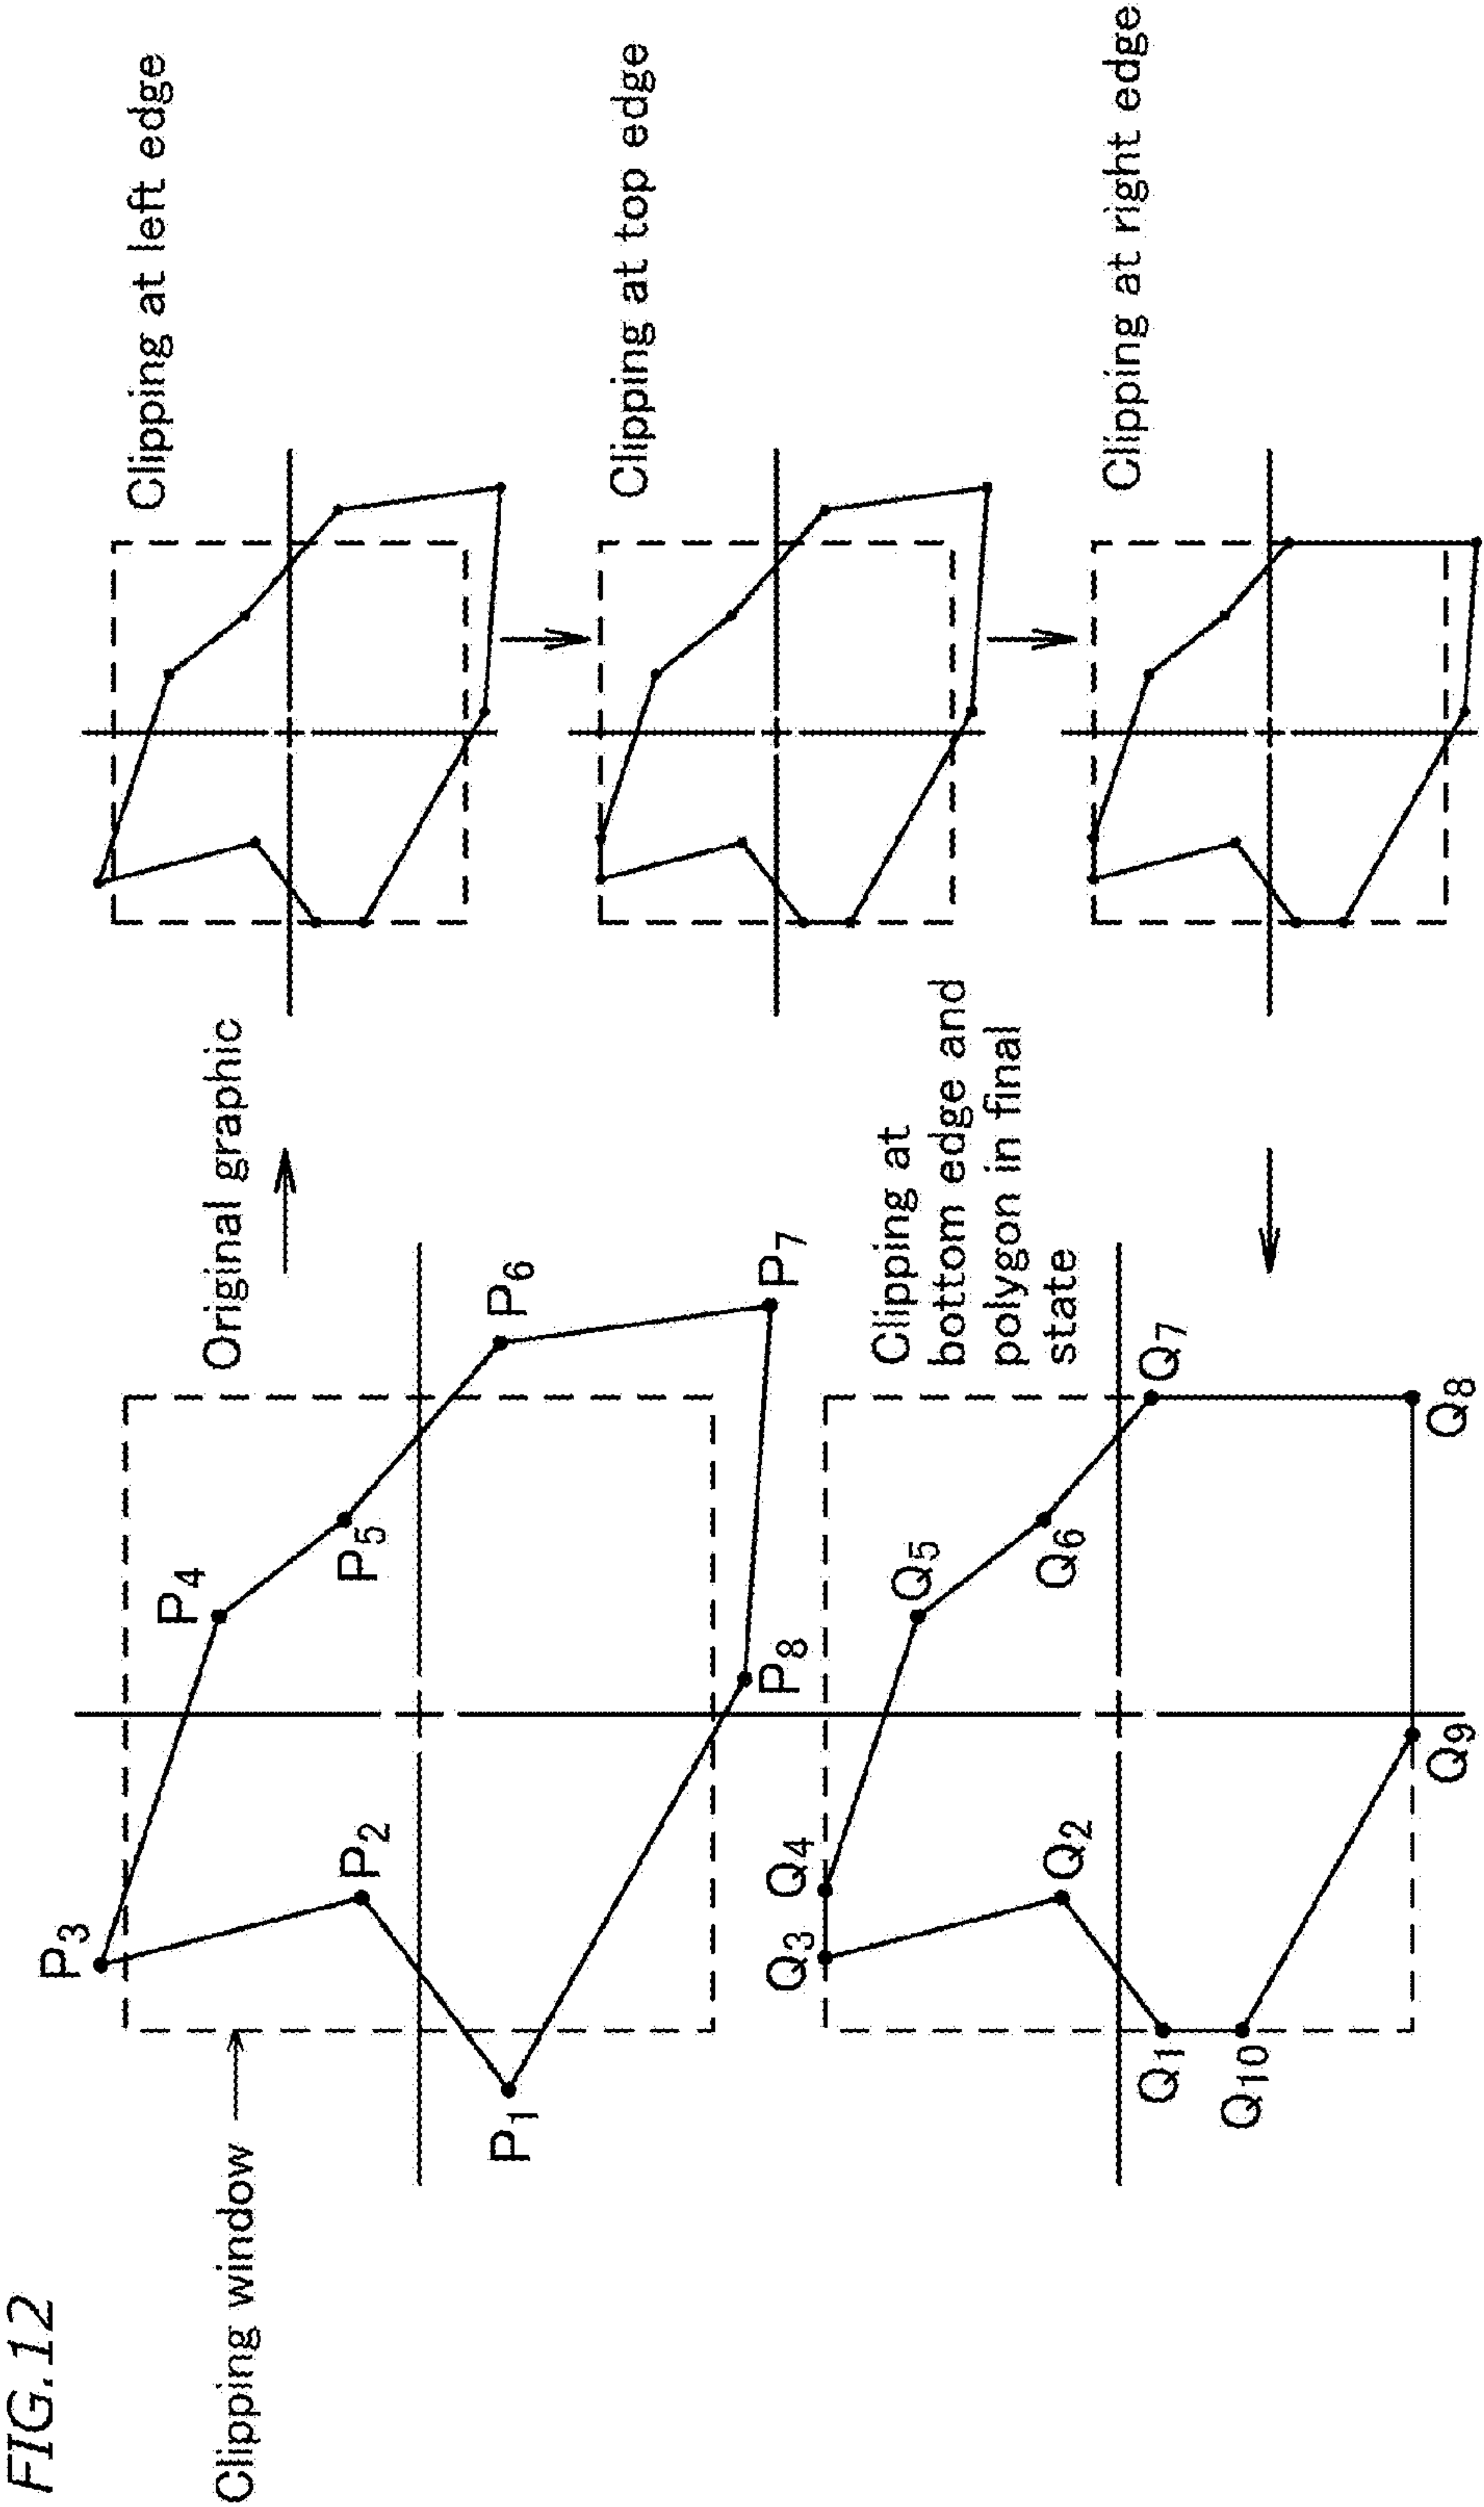 FIG.12
Clipping window
Original graphic
P3
P4
P2
P5
P6
P1
P8
P7
Clipping at left edge
Clipping at top edge
Clipping at right edge
Clipping at
bottom edge and
polygon in final
state
Q3
Q4
Q5
Q2
Q6
Q7
Q1
Q10
Q9
Q8